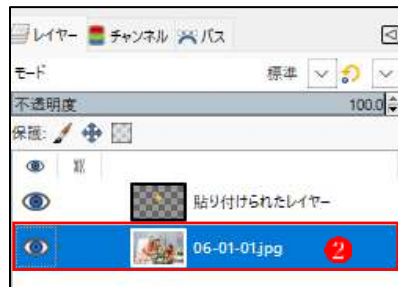 レイヤー チャンネル パス
モード 標準
不透明度 100.0
保護:
貼り付けられたレイヤー
06-01-01.jpg 2